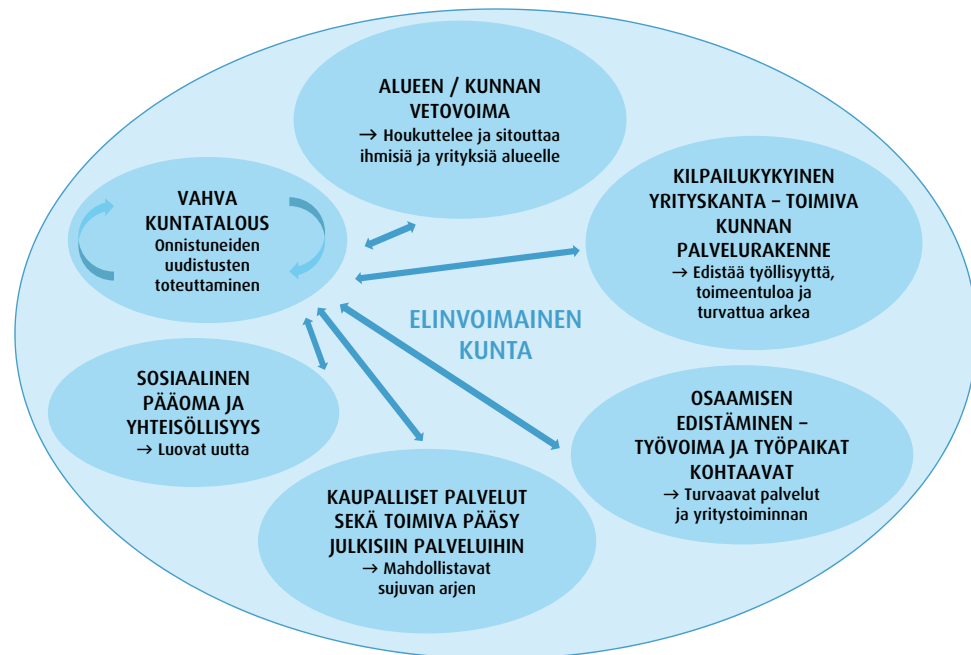 ALUEEN / KUNNAN
VETOVOIMA
→ Houkuttelee ja sitouttaa
ihmisiä ja yrityksiä alueelle
VAHVA
KUNTATALOUS
Onnistuneiden
uudistusten
toteuttaminen
KILPAILUKYKYINEN
YRITYSKANTA – TOIMIVA
KUNNAN
PALVELURAKENNE
→ Edistää työllisyyttä,
toimeentuloa ja
turvattua arkea
ELINVOIMAINEN
KUNTA
SOSIAALINEN
PÄÄOMA JA
YHTEISÖLLISYYS
→ Luovat uutta
OSAAMISEN
EDISTÄMINEN –
TYÖVOIMA JA TYÖPAIKAT
KOHTAAVAT
→ Turvaavat palvelut
ja yritystoiminnan
KAUPALLISET PALVELUT
SEKÄ TOIMIVA PÄÄSY
JULKISIIN PALVELUIHIN
→ Mahdollistavat
sujuvan arjen